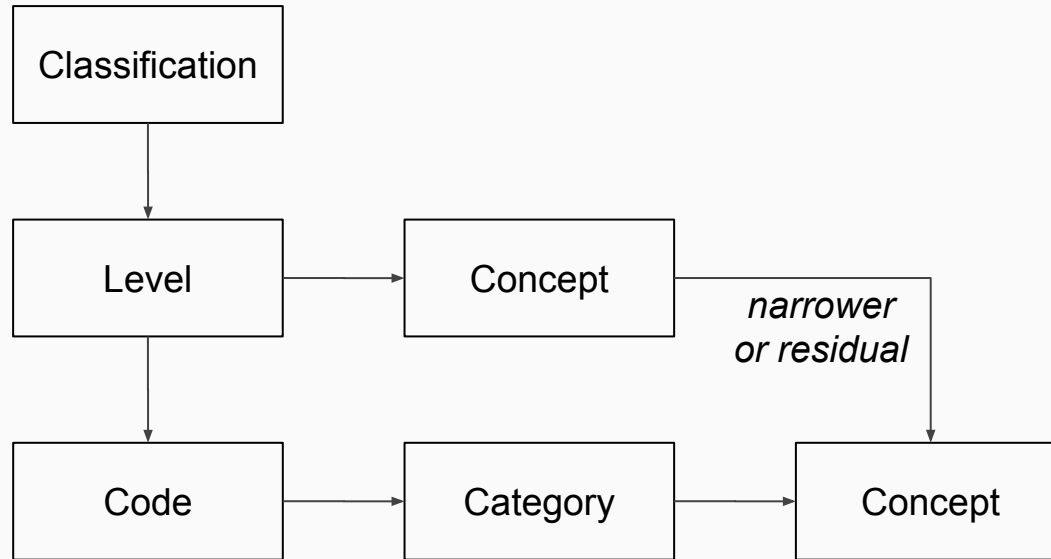 Classification
Level
Concept
narrower
or residual
Code
Category
Concept